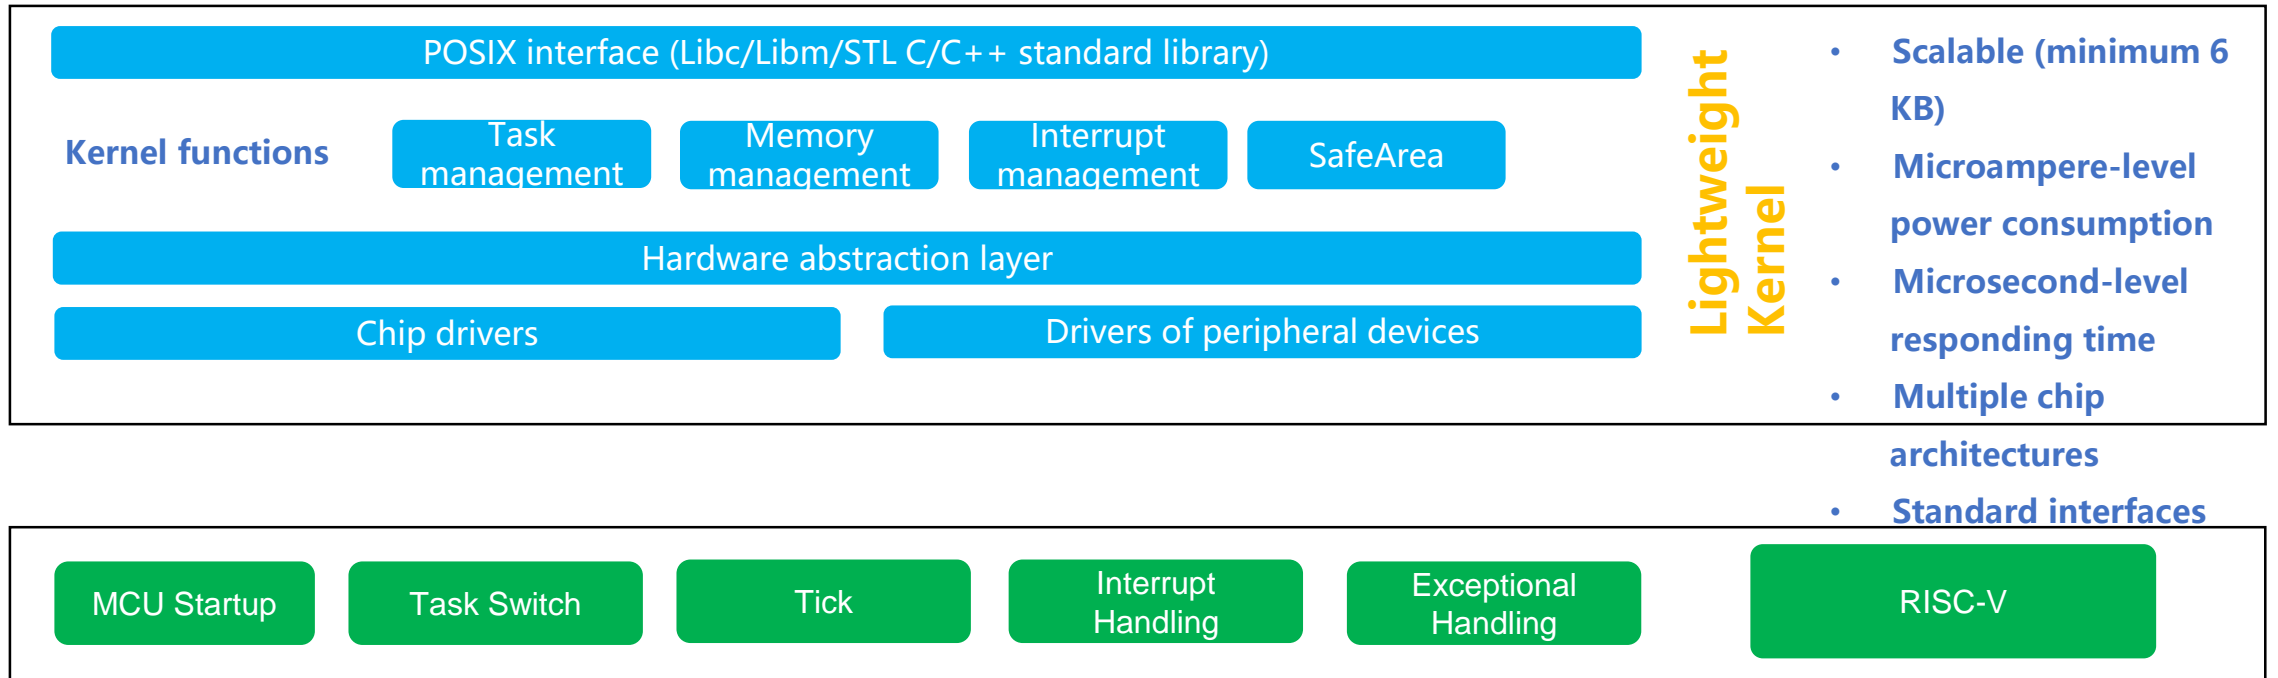 POSIX interface (Libc/Libm/STL C/C++ standard library)
Kernel functions
Task
management
Memory
management
Interrupt
management
SafeArea
Hardware abstraction layer
Chip drivers
Drivers of peripheral devices
Lightweight
Kernel
• Scalable (minimum 6
KB)
• Microampere-level
power consumption
• Microsecond-level
responding time
• Multiple chip
architectures
• Standard interfaces
MCU Startup
Task Switch
Tick
Interrupt
Handling
Exceptional
Handling
RISC-V